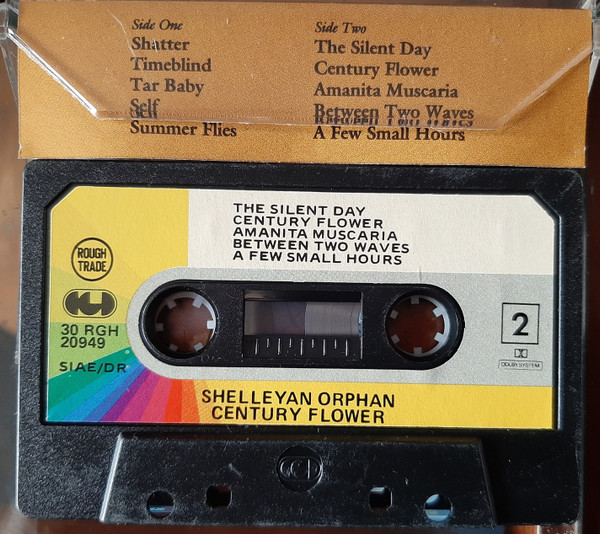 Side One
Shatter
Timeblind
Tar Baby
Self
Summer Flies
Side Two
The Silent Day
Century Flower
Amanita Muscaria
Between Two Waves
A Few Small Hours
THE SILENT DAY
CENTURY FLOWER
AMANITA MUSCARIA
BETWEEN TWO WAVES
A FEW SMALL HOURS
ROUGH
TRADE
30 RGH
20949
SIAE/DR
2
DOLBY SYSTEM
SHELLEYAN ORPHAN
CENTURY FLOWER